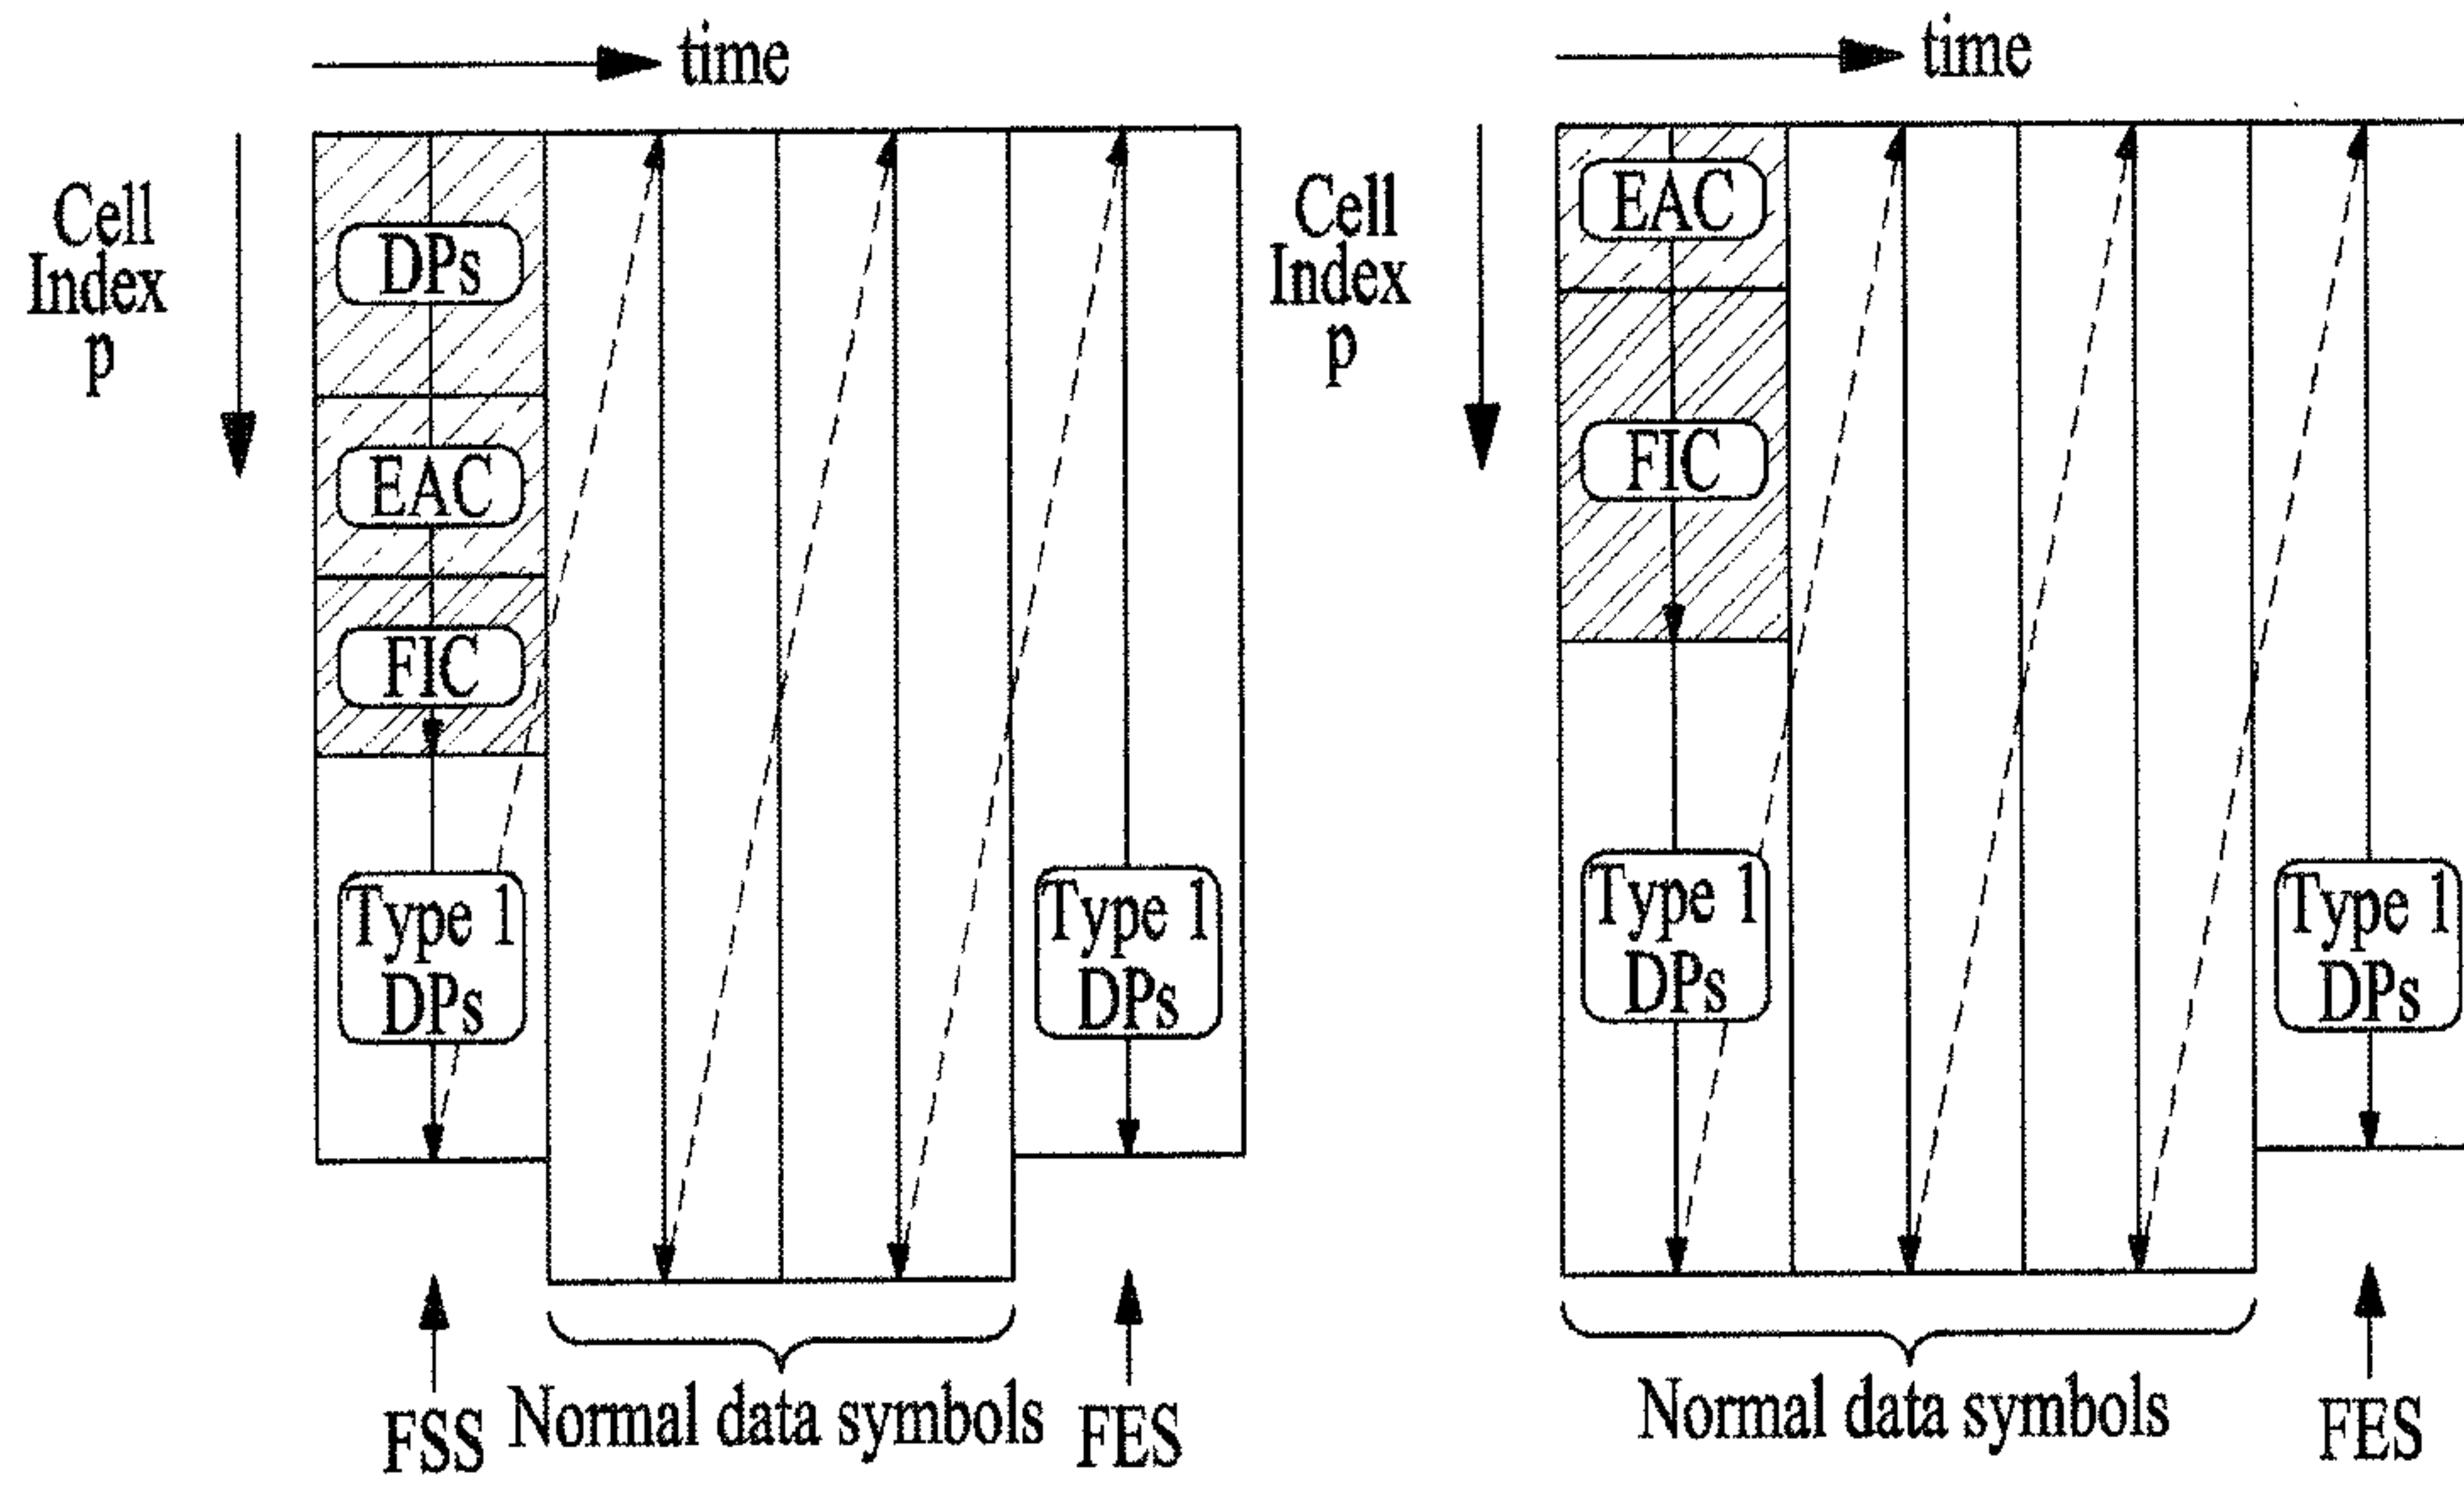 time
Cell
Index
p
DPs
EAC
FIC
Type 1
DPs
Type 1
DPs
FSS
Normal data symbols
FES
time
Cell
Index
p
EAC
FIC
Type 1
DPs
Type 1
DPs
Normal data symbols
FES